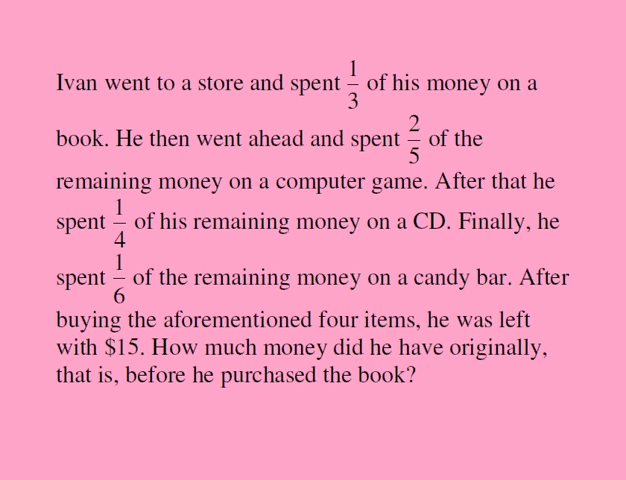 Ivan went to a store and spent 1/3 of his money on a
book. He then went ahead and spent 2/5 of the
remaining money on a computer game. After that he
spent 1/4 of his remaining money on a CD. Finally, he
spent 1/6 of the remaining money on a candy bar. After
buying the aforementioned four items, he was left
with $15. How much money did he have originally,
that is, before he purchased the book?